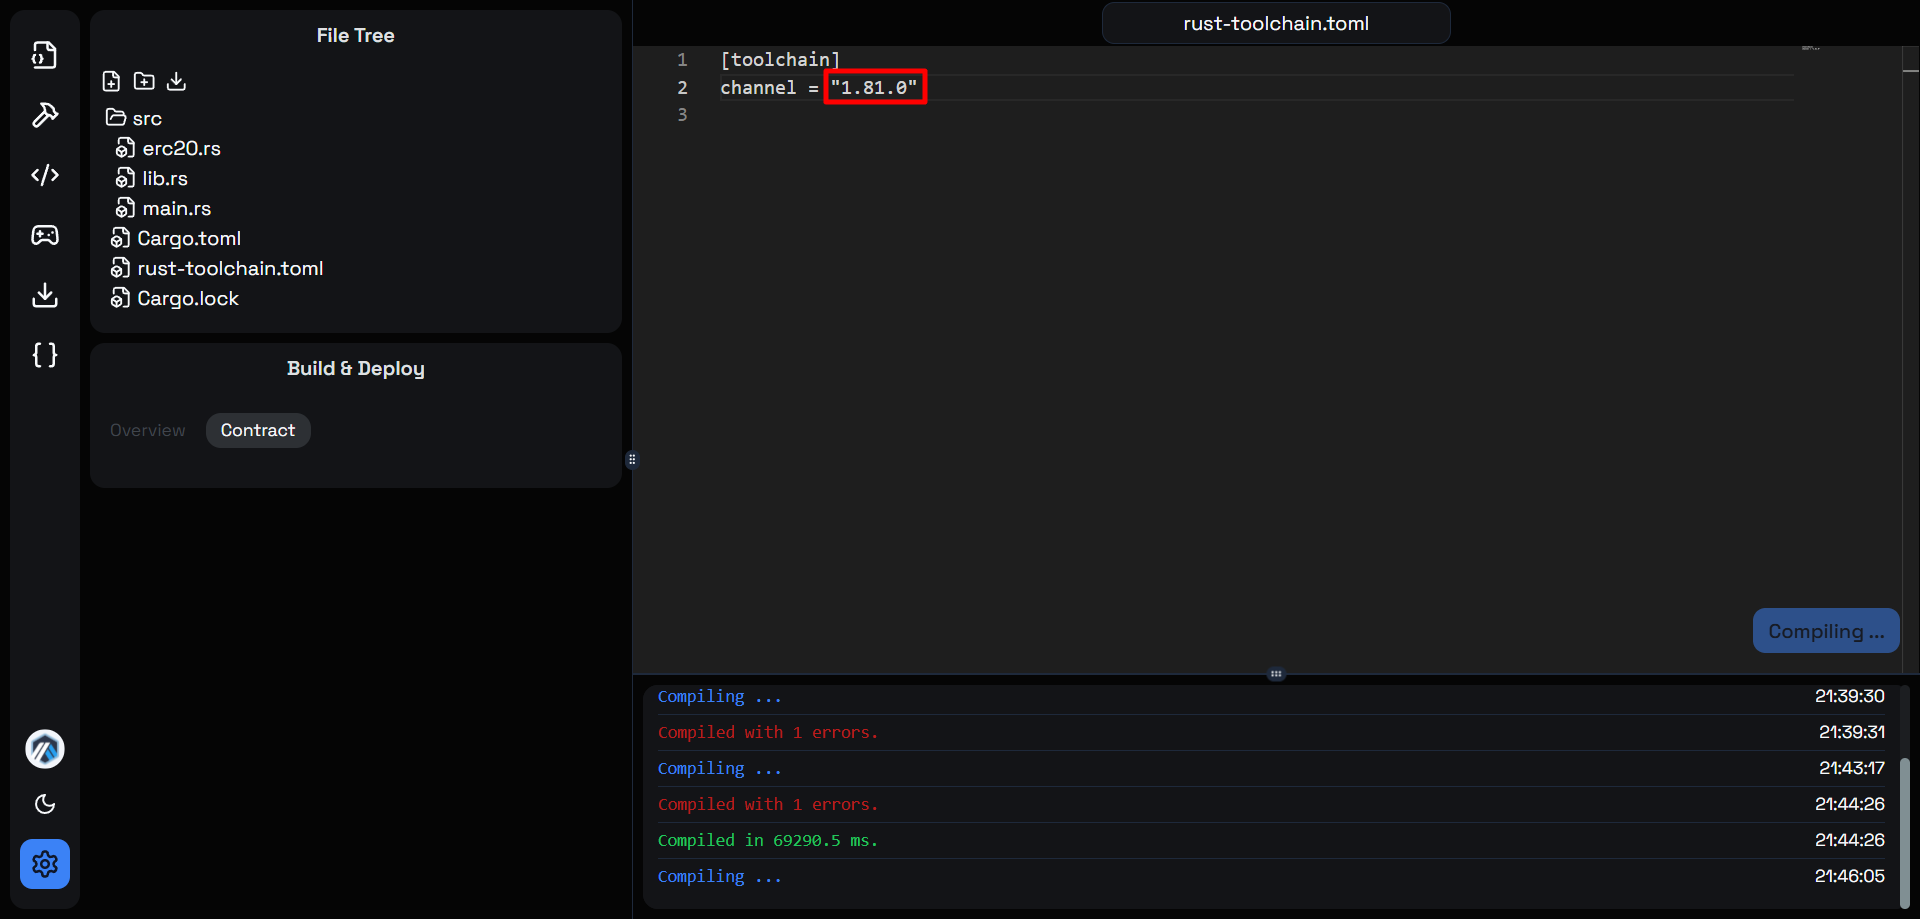 File Tree
src
erc20.rs
lib.rs
main.rs
Cargo.toml
rust-toolchain.toml
Cargo.lock
Build & Deploy
Overview
Contract
rust-toolchain.toml
1 [toolchain]
2 channel = "1.81.0"
3
Compiling ...
Compiling ... 21:39:30
Compiled with 1 errors. 21:39:31
Compiling ... 21:43:17
Compiled with 1 errors. 21:44:26
Compiled in 69290.5 ms. 21:44:26
Compiling ... 21:46:05